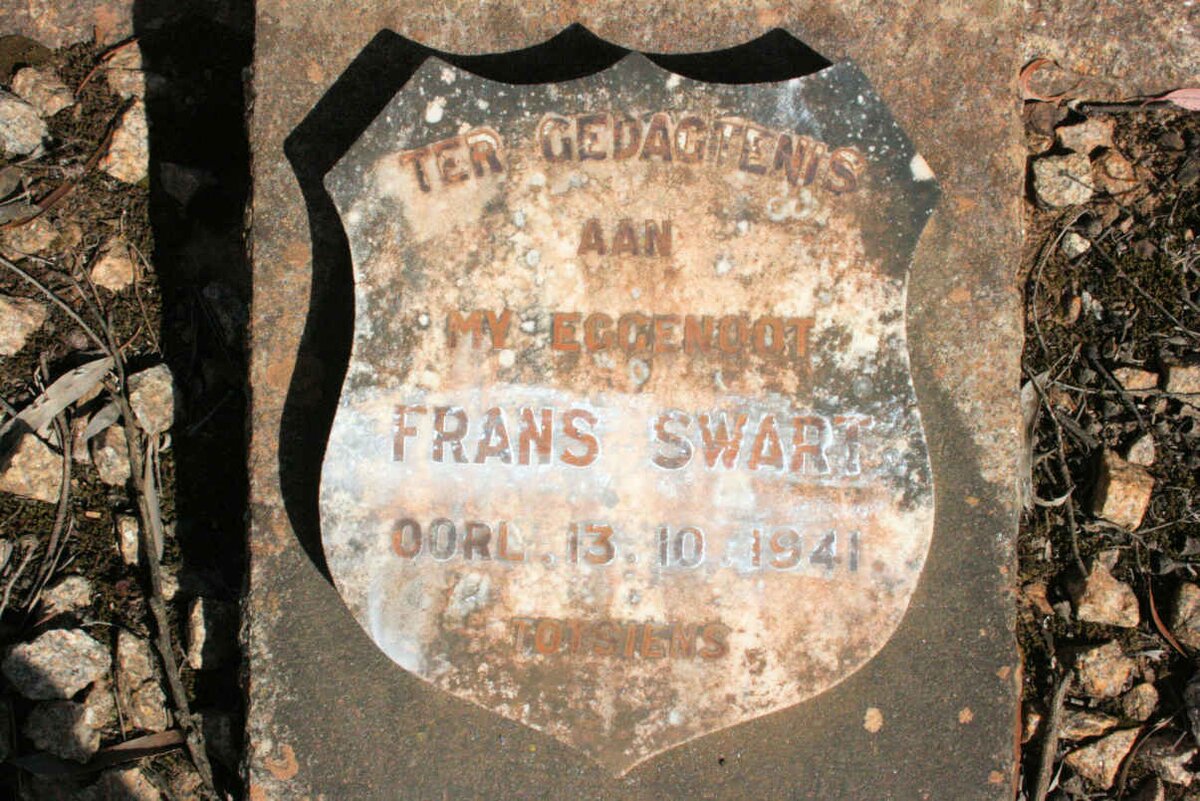 TER GEDAGTENIS
AAN
MY EGGENOOT
FRANS SWART
OORL. 13. 10. 1941.
TOTSIENS